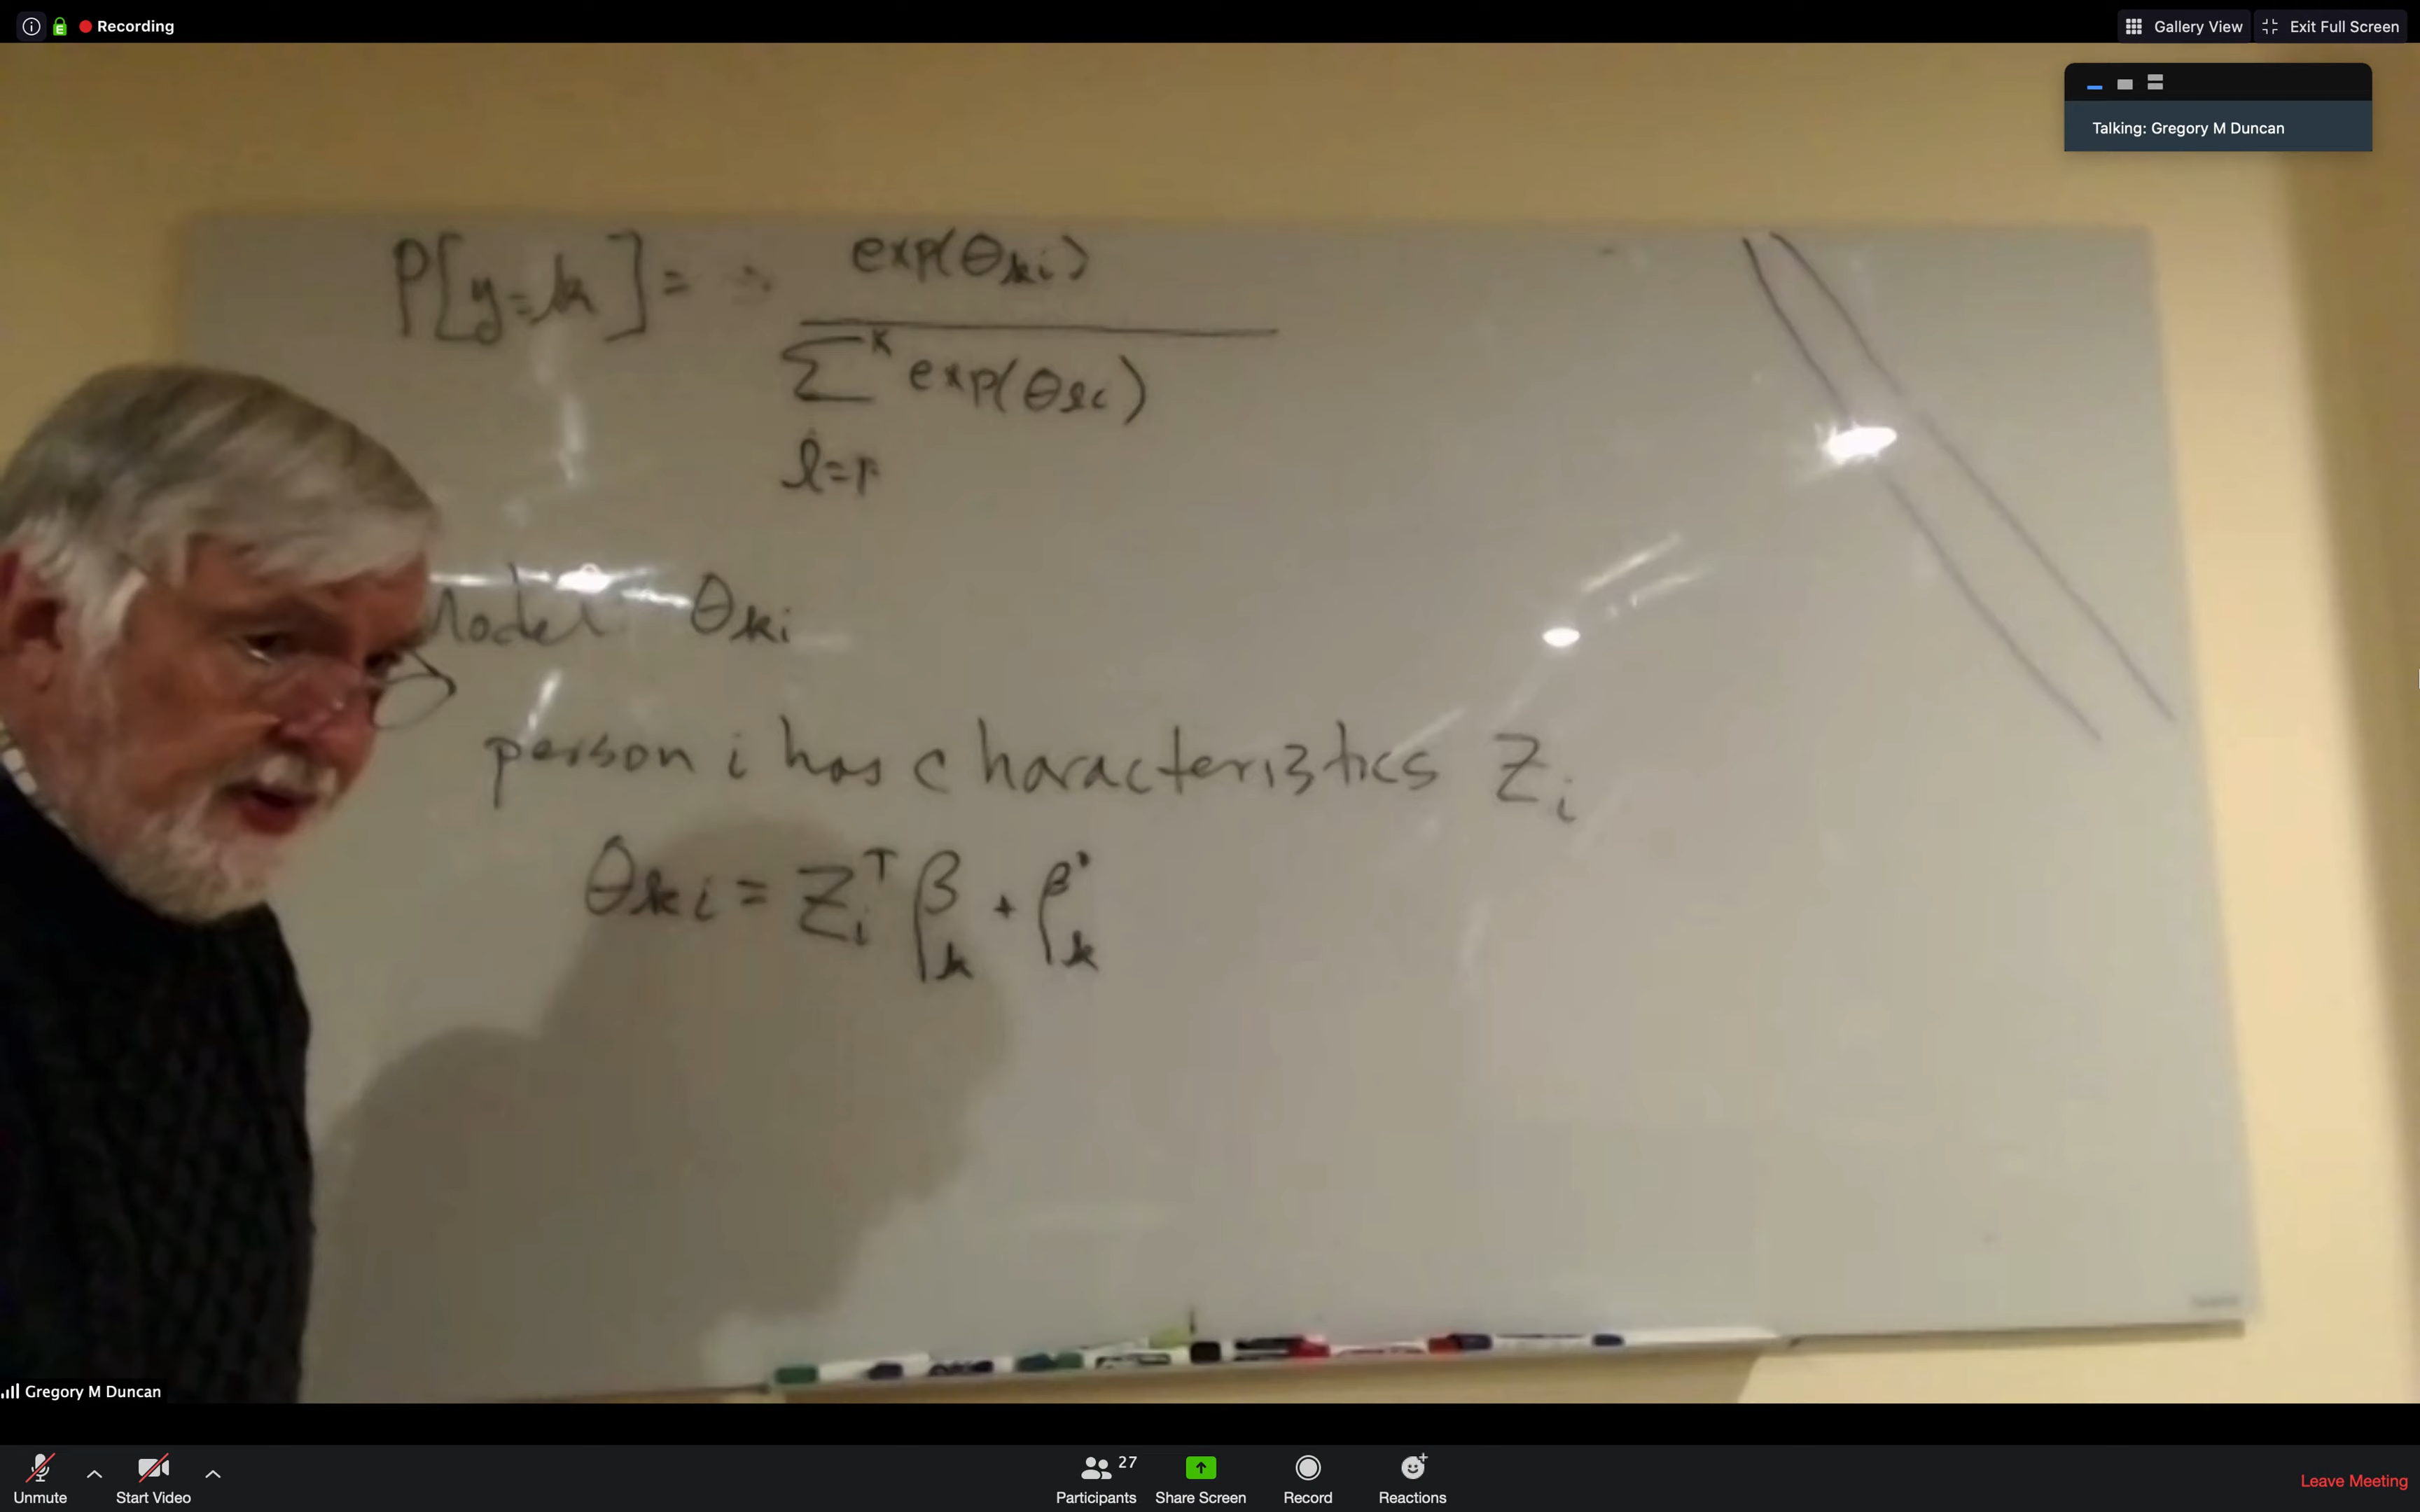 Recording
Gallery View
Exit Full Screen
Talking: Gregory M Duncan
P[y=k] = exp(θki)
K
Σ exp(θℓi)
ℓ=1
Model θki
person i has characteristics Zi
θki = Ziᵀ βk + β°k
Gregory M Duncan
Unmute
Start Video
27
Participants
Share Screen
Record
Reactions
Leave Meeting